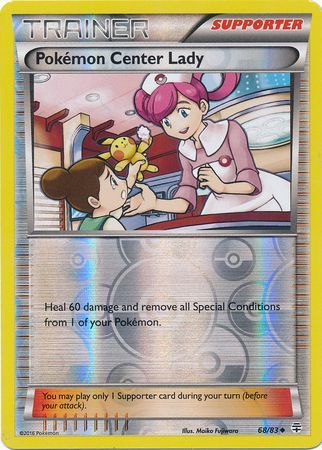 TRAINER
SUPPORTER
Pokémon Center Lady
Heal 60 damage and remove all Special Conditions
from 1 of your Pokémon.
You may play only 1 Supporter card during your turn (before
your attack).
©2016 Pokémon
Illus. Maiko Fujiwara
68/83